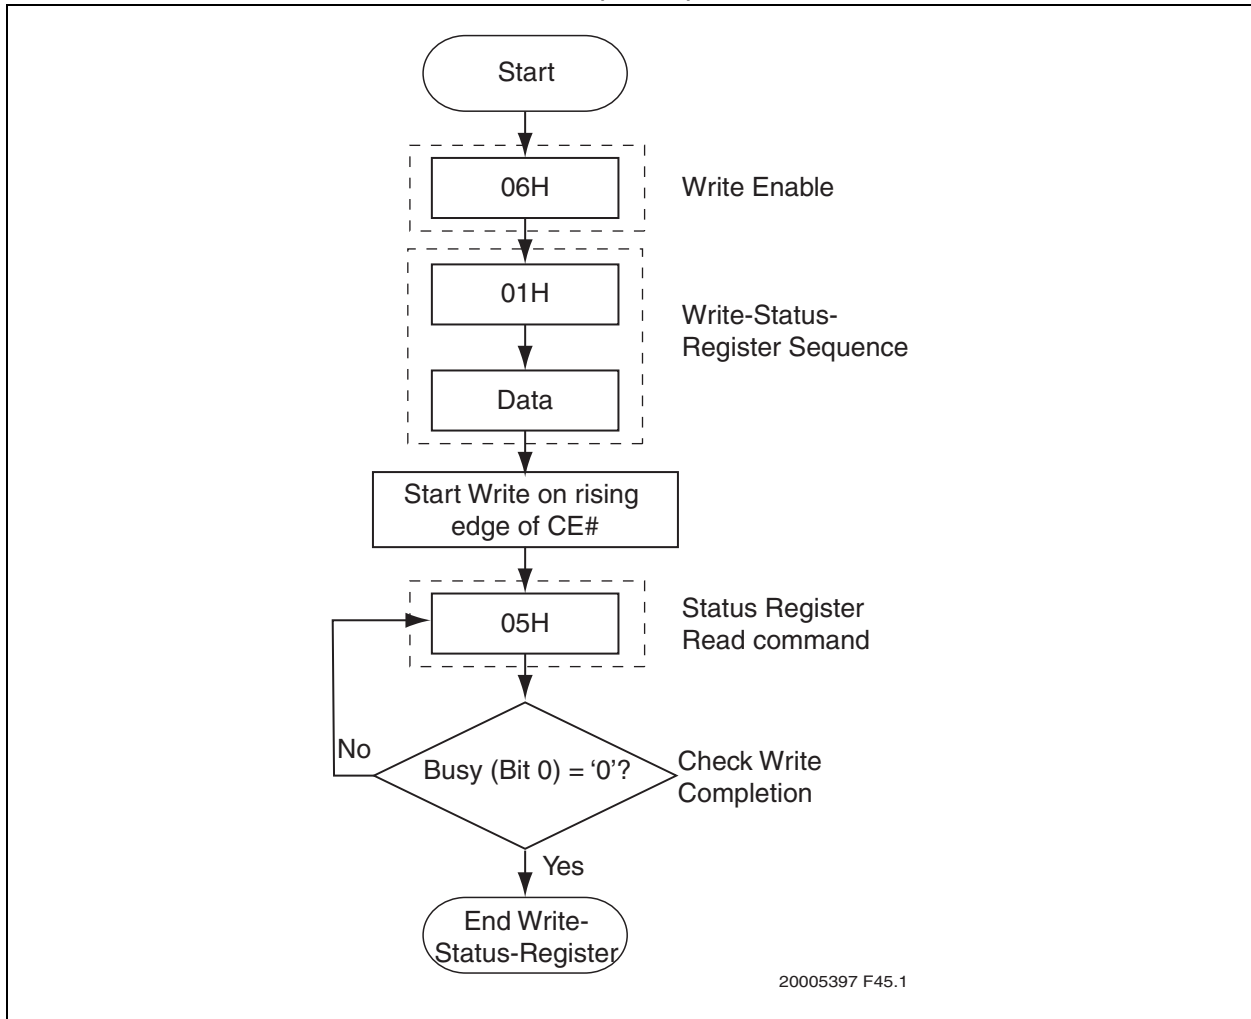 Start
06H
Write Enable
01H
Write-Status-
Register Sequence
Data
Start Write on rising
edge of CE#
05H
Status Register
Read command
No
Busy (Bit 0) = ‘0’?
Check Write
Completion
Yes
End Write-
Status-Register
20005397 F45.1